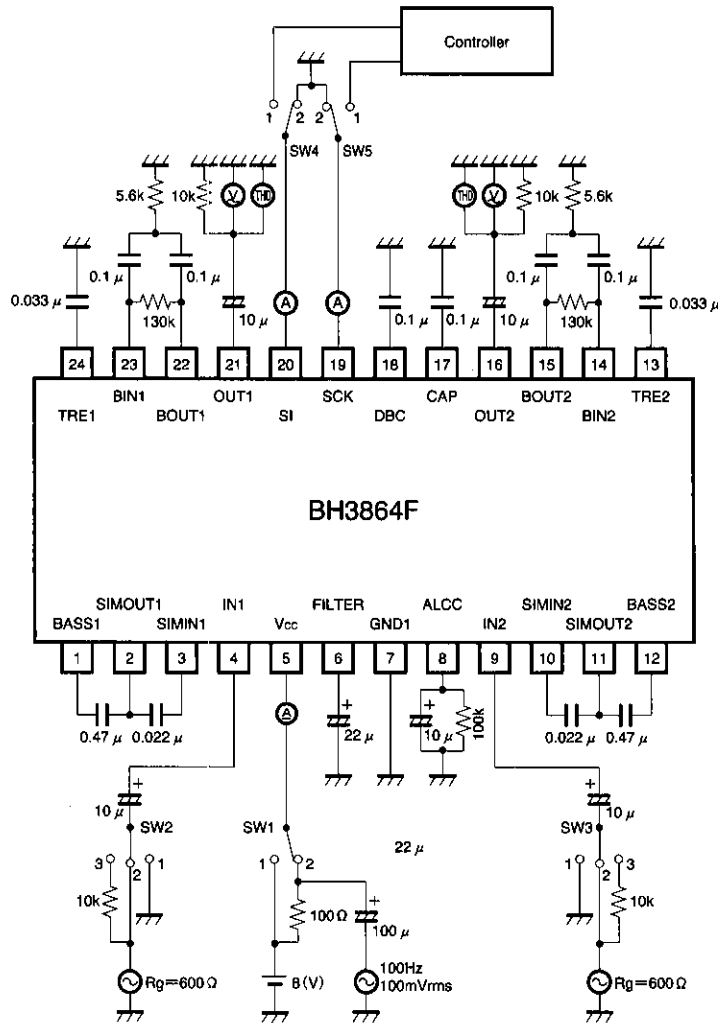 Controller
1 2 2 1
SW4 SW5
5.6k 10k V THD THD V 10k 5.6k
0.1 μ 0.1 μ 0.1 μ 0.1 μ
0.033 μ 130k 10 μ A A 0.1 μ 0.1 μ 10 μ 130k 0.033 μ
24 23 22 21 20 19 18 17 16 15 14 13
BIN1 OUT1 SCK CAP BOUT2 TRE2
TRE1 BOUT1 SI DBC OUT2 BIN2
BH3864F
SIMOUT1 IN1 FILTER ALCC SIMIN2 BASS2
BASS1 SIMIN1 Vcc GND1 IN2 SIMOUT2
1 2 3 4 5 6 7 8 9 10 11 12
A + +
0.47 μ 0.022 μ 22 μ 10 μ 100k 0.022 μ 0.47 μ
+ +
10 μ 10 μ
SW2 SW1 22 μ SW3
3 2 1 1 2 1 2 3
10k 100Ω + 100 μ 10k
Rg=600Ω 8(V) 100Hz Rg=600Ω
100mVrms